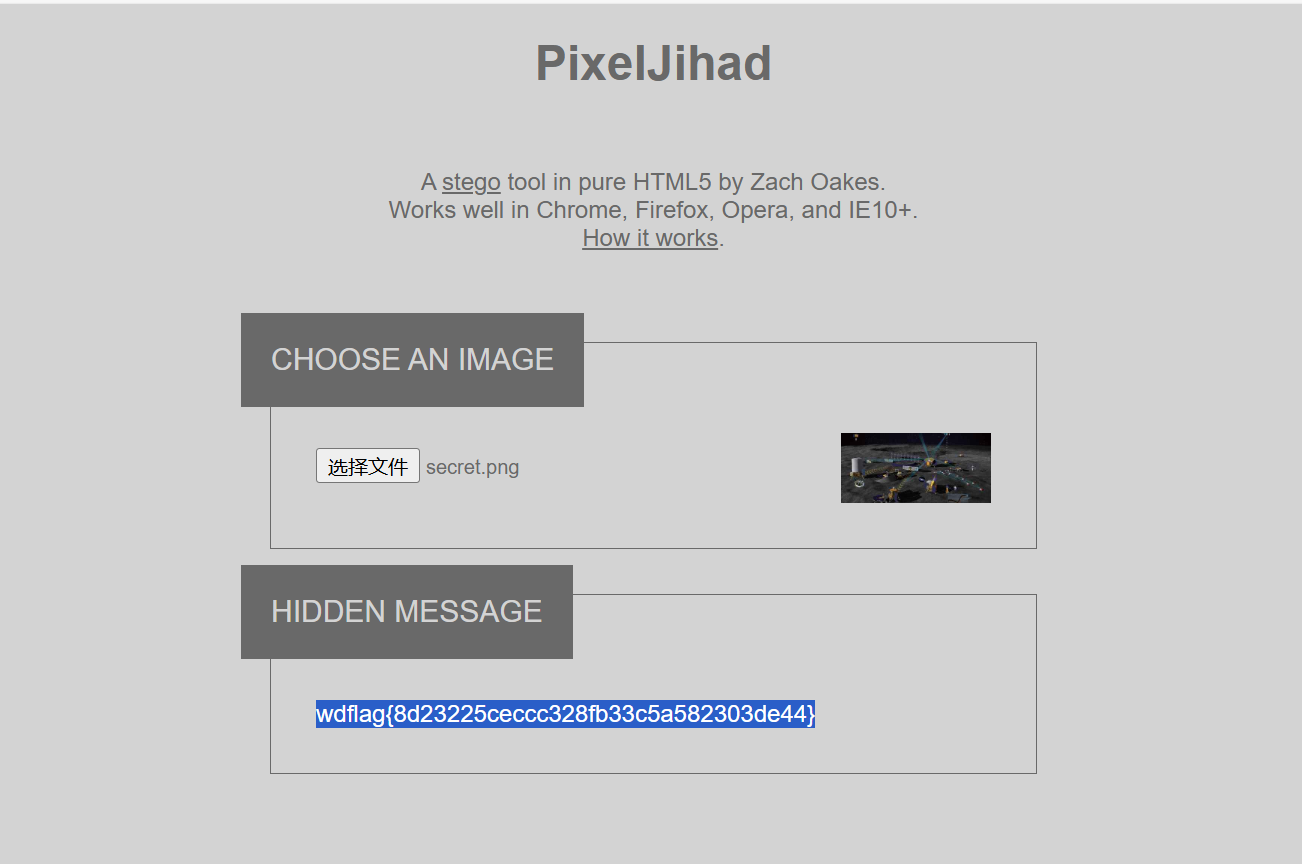 PixelJihad
A stego tool in pure HTML5 by Zach Oakes.
Works well in Chrome, Firefox, Opera, and IE10+.
How it works.
CHOOSE AN IMAGE
选择文件 secret.png
HIDDEN MESSAGE
wdflag{8d23225ceccc328fb33c5a582303de44}